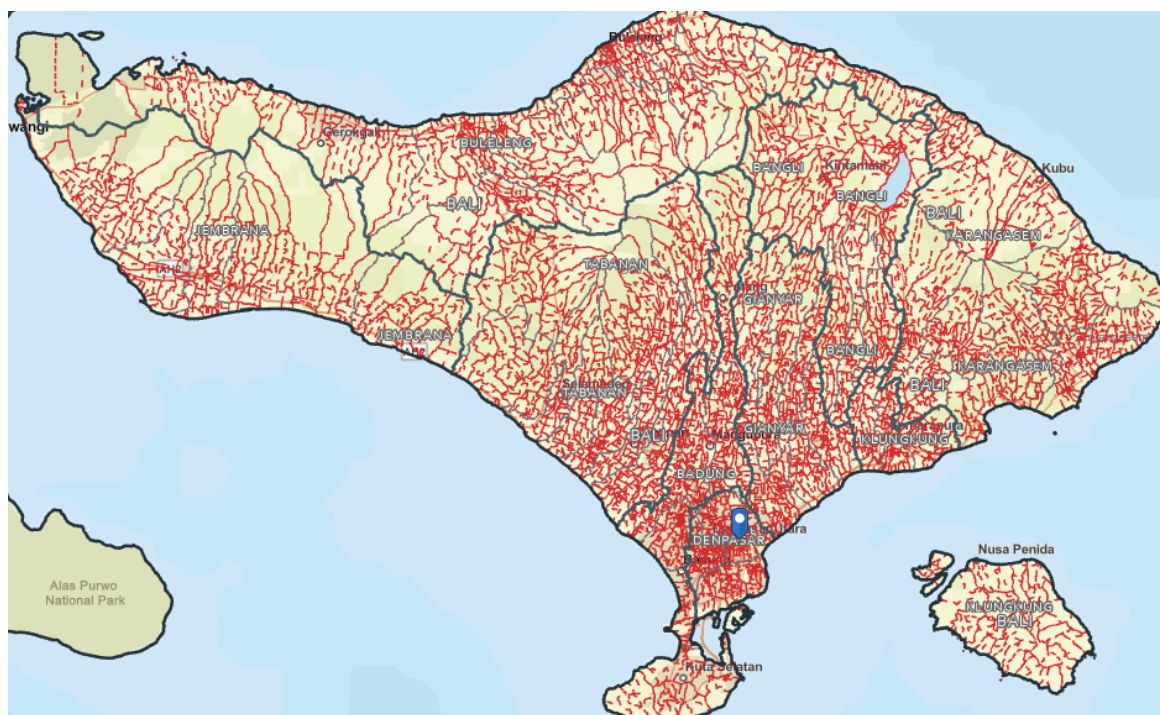 Buleleng
wangi
Gerokgak
BULELENG
BANGLI
Kintamani
Kubu
BANGLI
BALI
BALI
JEMBRANA
KARANGASEM
TABANAN
GIANYAR
JEMBRANA
BANGLI
KARANGASEM
Selemadeg
TABANAN
BALI
BALI
GIANYAR
Mangupura
KLUNGKUNG
BADUNG
DENPASAR
Nusa Penida
Alas Purwo
National Park
KLUNGKUNG
BALI
Kuta Selatan